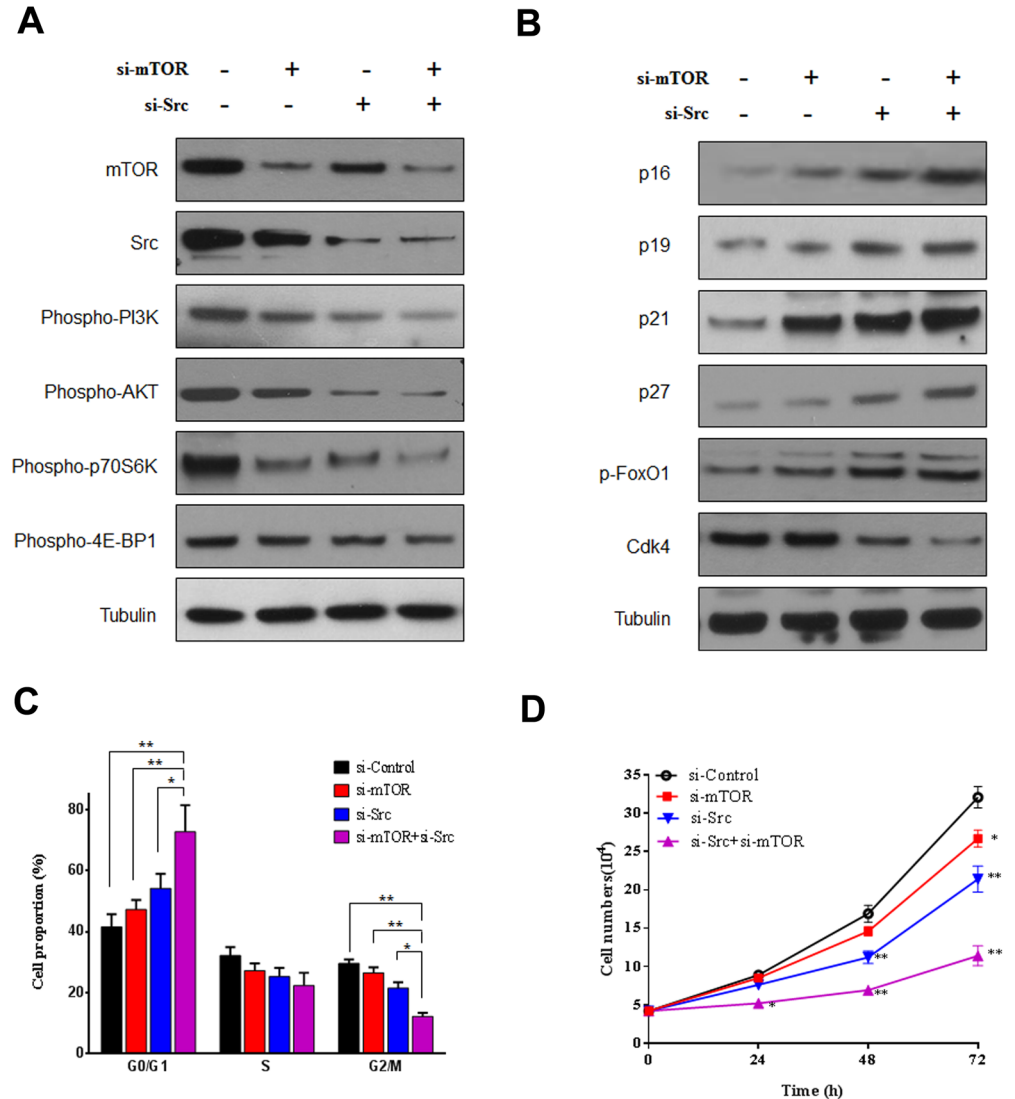 A
si-mTOR - + - +
si-Src - - + +
mTOR
Src
Phospho-PI3K
Phospho-AKT
Phospho-p70S6K
Phospho-4E-BP1
Tubulin
B
si-mTOR - + - +
si-Src - - + +
p16
p19
p21
p27
p-FoxO1
Cdk4
Tubulin
C
**
**
*
si-Control
si-mTOR
si-Src
si-mTOR+si-Src
**
**
*
Cell proportion (%)
80
60
40
20
0
G0/G1 S G2/M
D
si-Control
si-mTOR
si-Src
si-Src+si-mTOR
Cell numbers(10⁴)
35
30
25
20
15
10
5
0
*
**
**
**
**
*
0 24 48 72
Time (h)